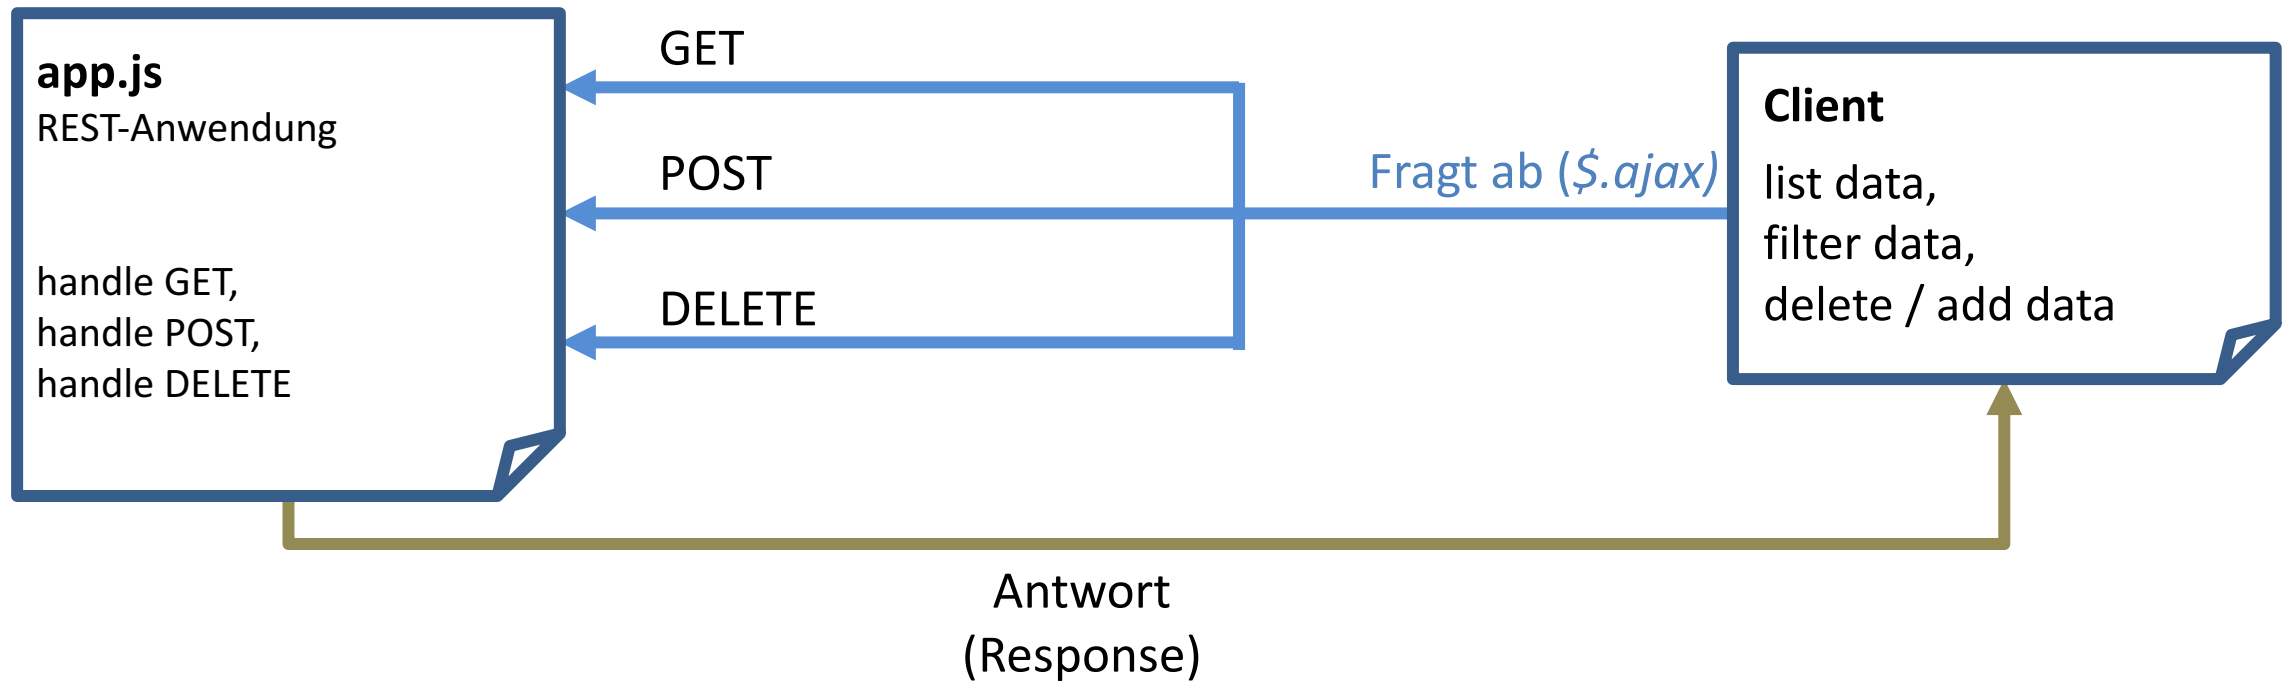 app.js
REST-Anwendung
handle GET,
handle POST,
handle DELETE
GET
POST
DELETE
Fragt ab ($.ajax)
Client
list data,
filter data,
delete / add data
Antwort
(Response)